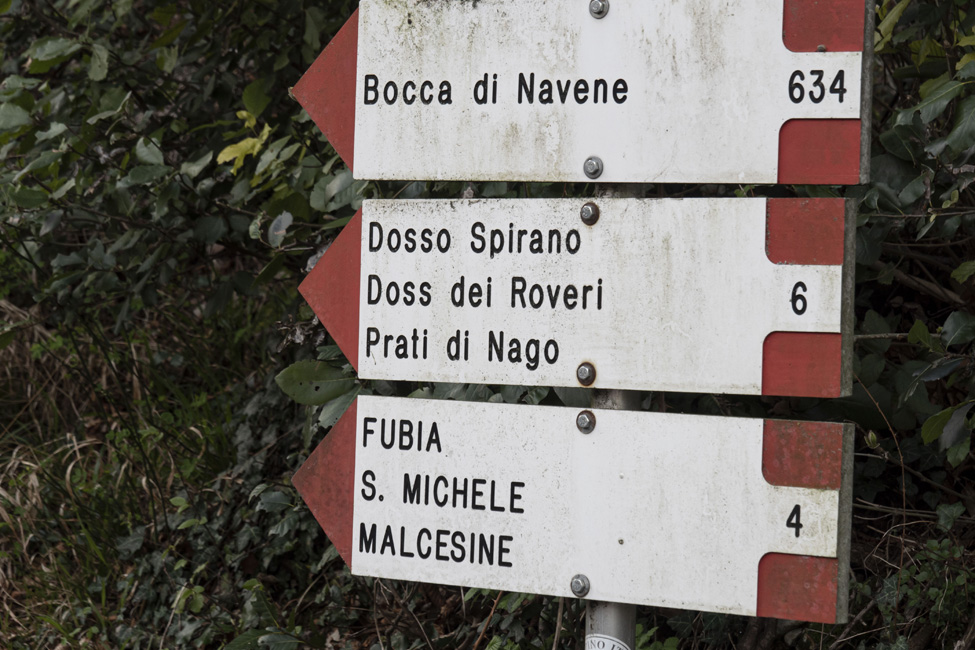 Bocca di Navene 634
Dosso Spirano
Doss dei Roveri 6
Prati di Nago
FUBIA
S. MICHELE 4
MALCESINE